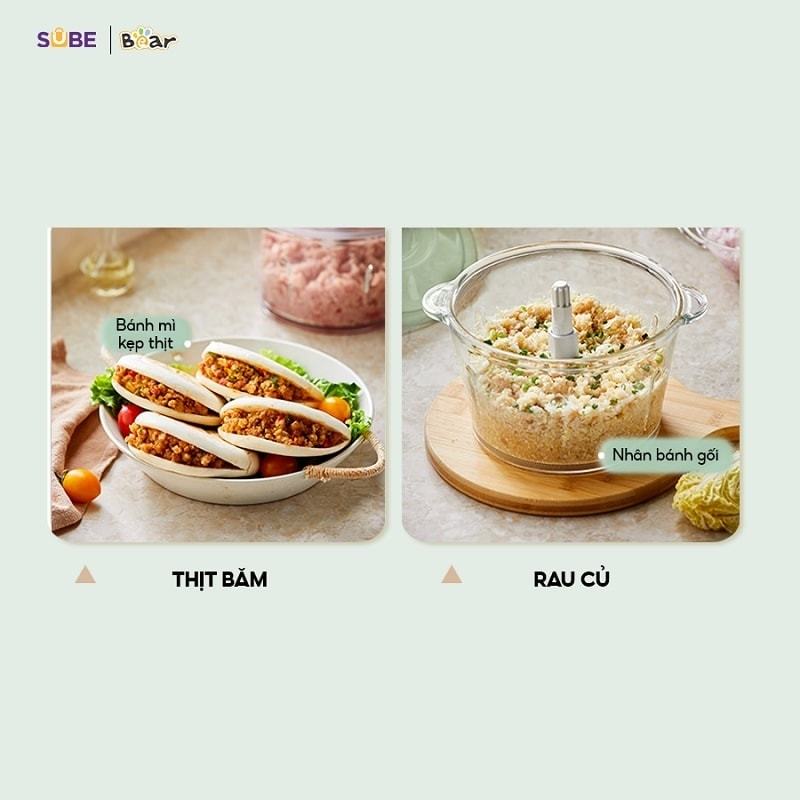 SUBE | Bear
Bánh mì
kẹp thịt
Nhân bánh gối
THỊT BĂM
RAU CỦ